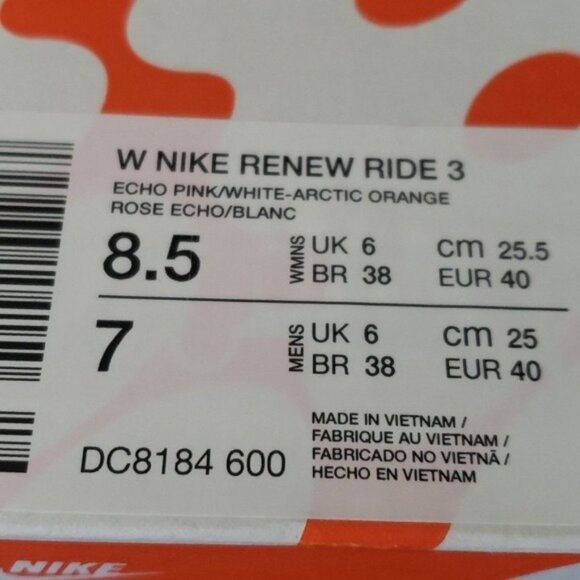 W NIKE RENEW RIDE 3
ECHO PINK/WHITE-ARCTIC ORANGE
ROSE ECHO/BLANC
8.5 WMNS UK 6 cm 25.5
BR 38 EUR 40
7 MENS UK 6 cm 25
BR 38 EUR 40
DC8184 600
MADE IN VIETNAM /
FABRIQUE AU VIETNAM /
FABRICADO NO VIETNÃ /
HECHO EN VIETNAM
NIKE